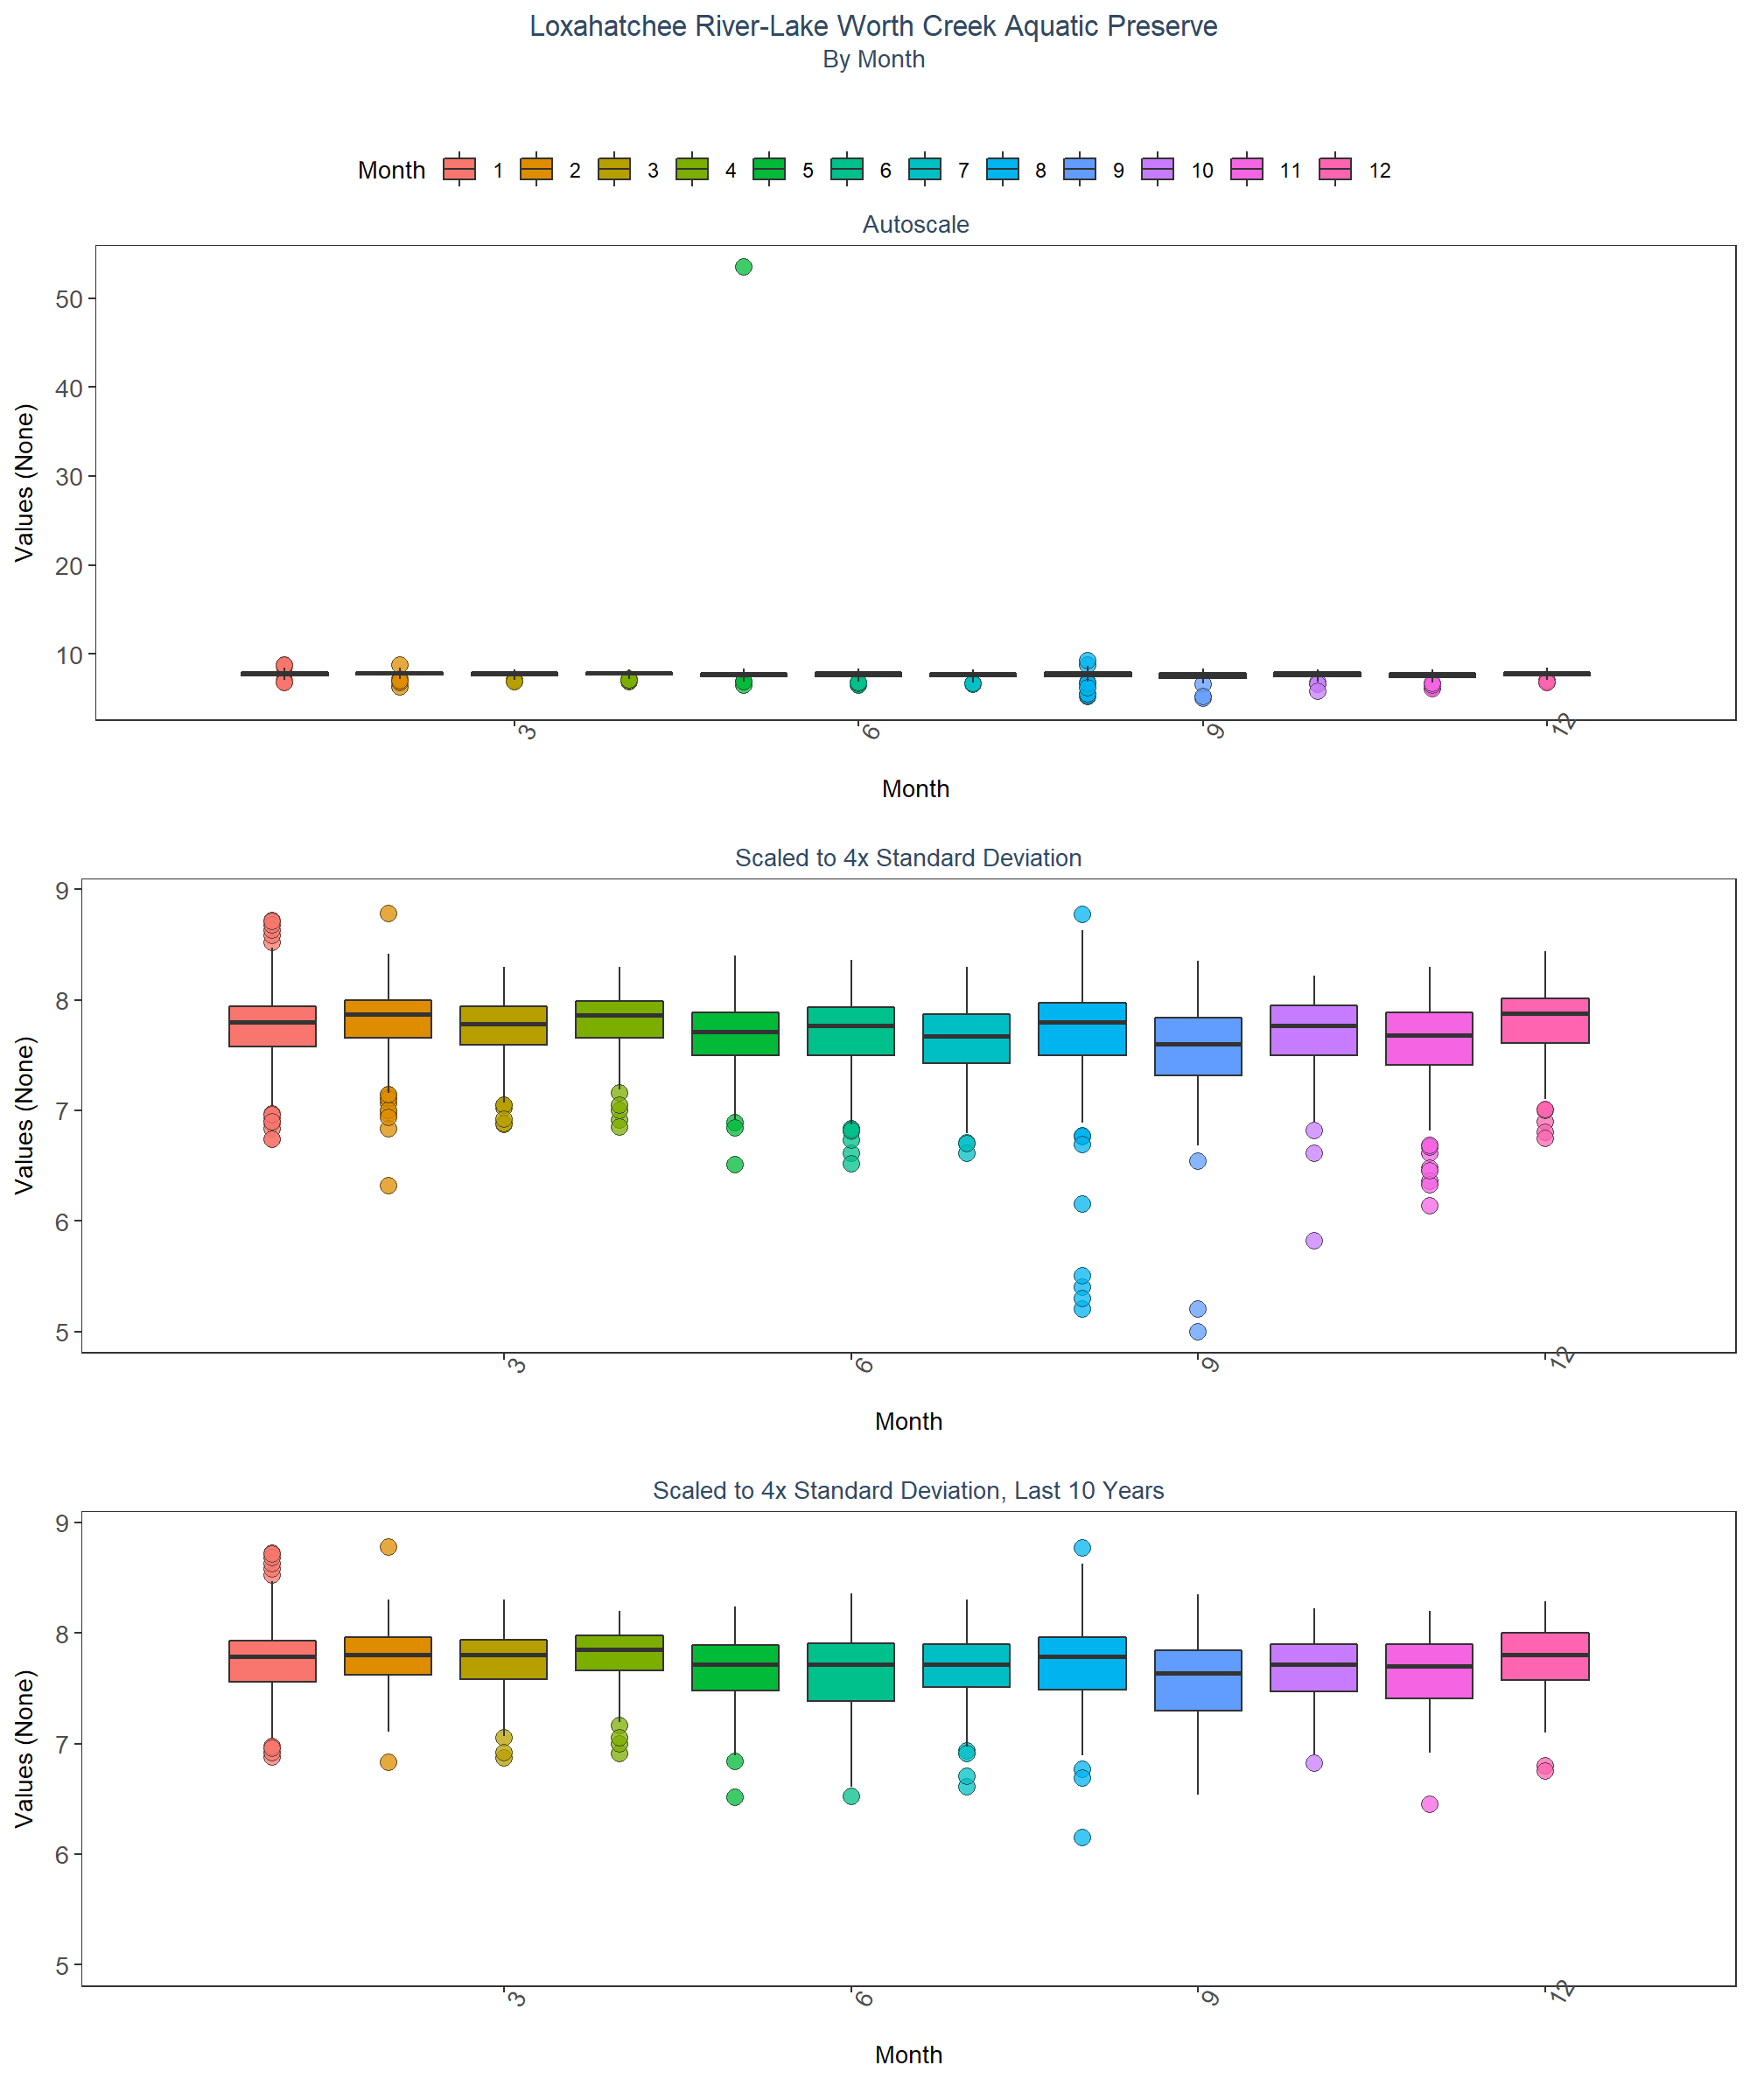 Loxahatchee River-Lake Worth Creek Aquatic Preserve
By Month
Month 1 2 3 4 5 6 7 8 9 10 11 12
Autoscale
Values (None)
50
40
30
20
10
3 6 9 12
Month
Scaled to 4x Standard Deviation
Values (None)
9
8
7
6
5
3 6 9 12
Month
Scaled to 4x Standard Deviation, Last 10 Years
Values (None)
9
8
7
6
5
3 6 9 12
Month